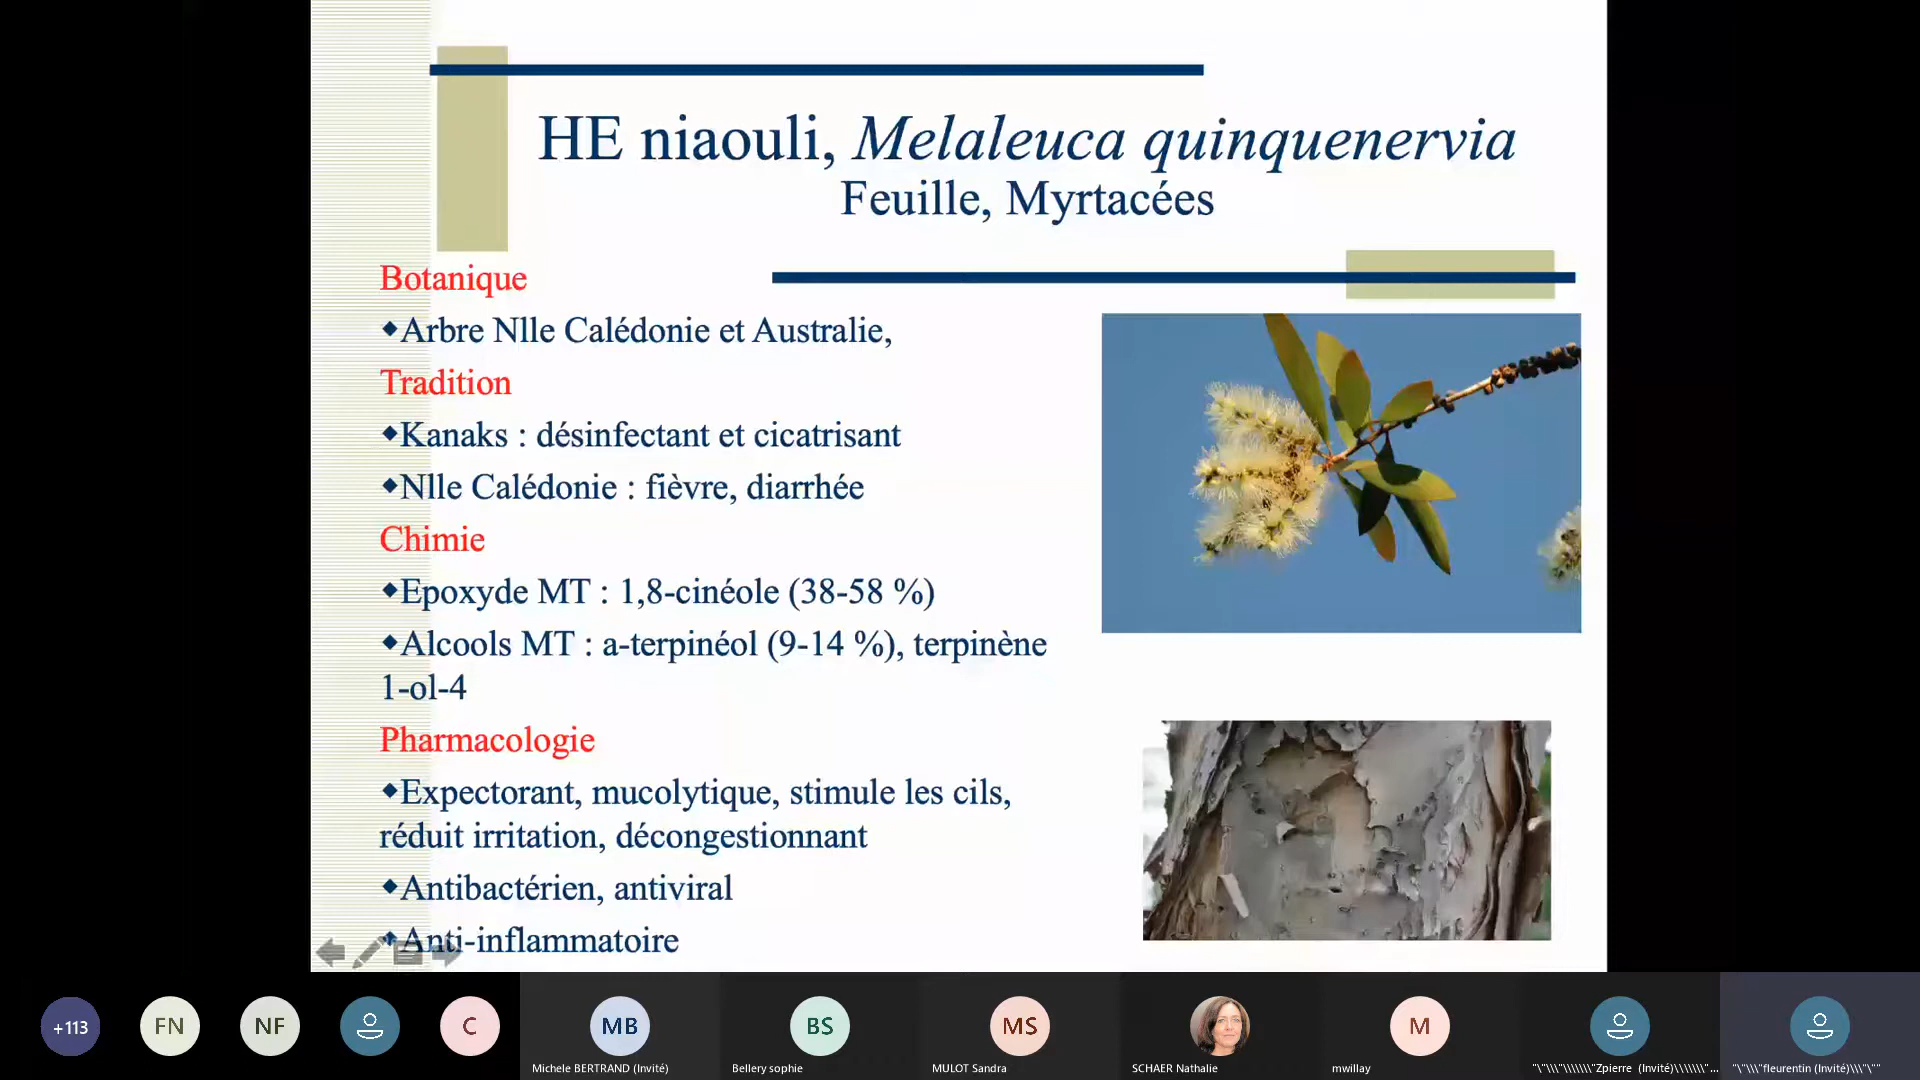 HE niaouli, Melaleuca quinquenervia
Feuille, Myrtacées
Botanique
◆Arbre Nlle Calédonie et Australie,
Tradition
◆Kanaks : désinfectant et cicatrisant
◆Nlle Calédonie : fièvre, diarrhée
Chimie
◆Epoxyde MT : 1,8-cinéole (38-58 %)
◆Alcools MT : a-terpinéol (9-14 %), terpinène
1-ol-4
Pharmacologie
◆Expectorant, mucolytique, stimule les cils,
réduit irritation, décongestionnant
◆Antibactérien, antiviral
◆Anti-inflammatoire
+113
FN
NF
C
MB
BS
MS
M
Michele BERTRAND (Invité)
Bellery sophie
MULOT Sandra
SCHAER Nathalie
mwillay
"\"\\\"\\\\\\\"Zpierre (Invité)\\\\\\\"...
"\"\\\"fleurentin (Invité)\\\"\""